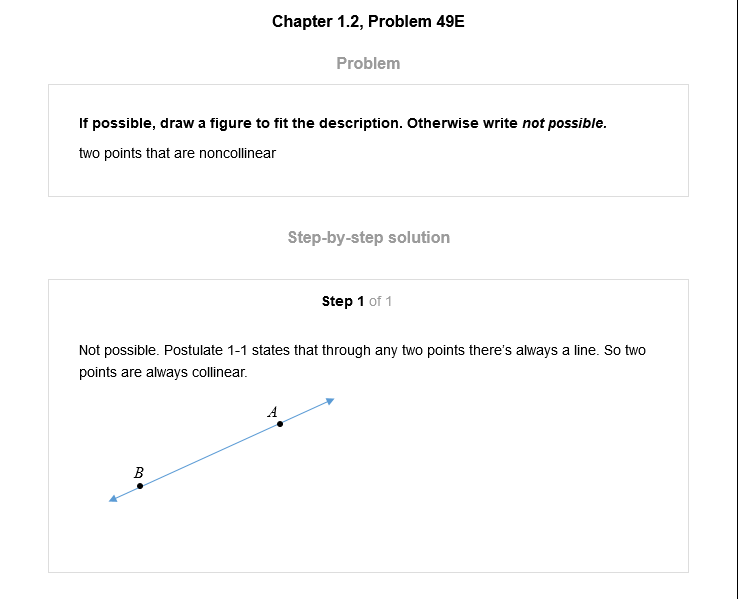 Chapter 1.2, Problem 49E
Problem
If possible, draw a figure to fit the description. Otherwise write not possible.
two points that are noncollinear
Step-by-step solution
Step 1 of 1
Not possible. Postulate 1-1 states that through any two points there's always a line. So two
points are always collinear.
A
B